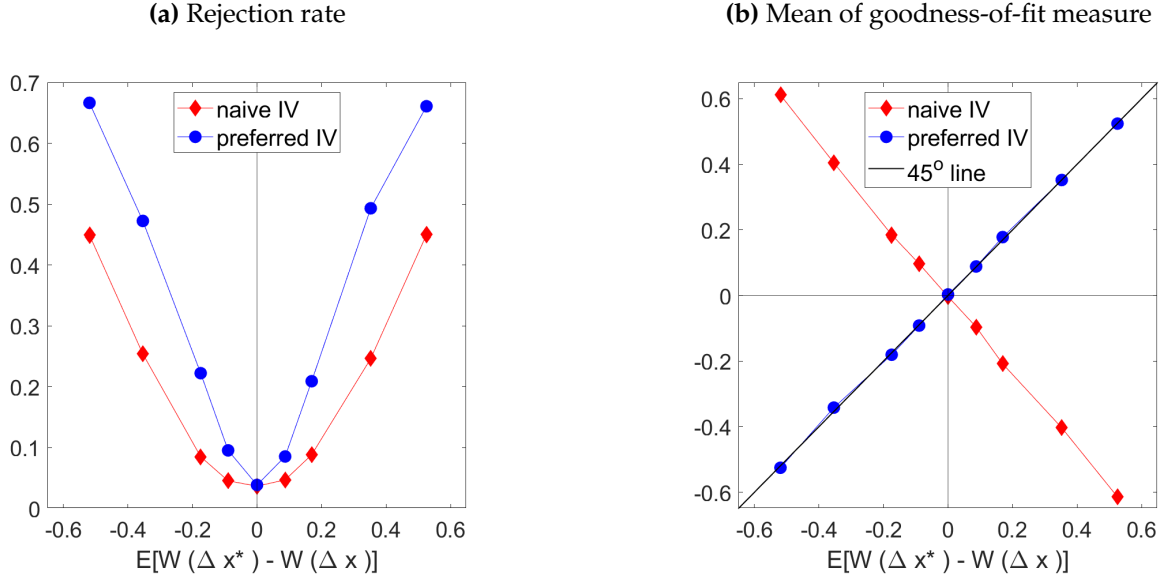 (a) Rejection rate
0.7
0.6
0.5
0.4
0.3
0.2
0.1
0
-0.6 -0.4 -0.2 0 0.2 0.4 0.6
naive IV
preferred IV
E[W (Δ x* ) - W (Δ x )]
(b) Mean of goodness-of-fit measure
0.6
0.4
0.2
0
-0.2
-0.4
-0.6
-0.6 -0.4 -0.2 0 0.2 0.4 0.6
naive IV
preferred IV
45° line
E[W (Δ x* ) - W (Δ x )]